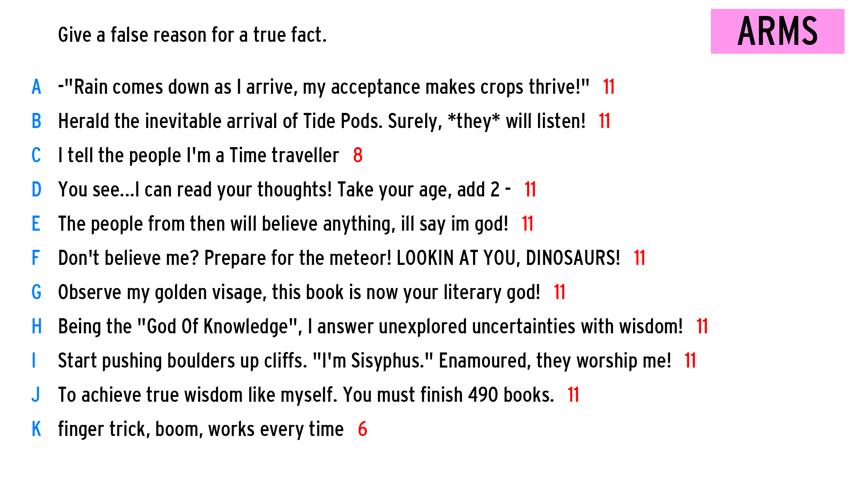 Give a false reason for a true fact.
ARMS
A -"Rain comes down as I arrive, my acceptance makes crops thrive!" 11
B Herald the inevitable arrival of Tide Pods. Surely, *they* will listen! 11
C I tell the people I'm a Time traveller 8
D You see...I can read your thoughts! Take your age, add 2 - 11
E The people from then will believe anything, ill say im god! 11
F Don't believe me? Prepare for the meteor! LOOKIN AT YOU, DINOSAURS! 11
G Observe my golden visage, this book is now your literary god! 11
H Being the "God Of Knowledge", I answer unexplored uncertainties with wisdom! 11
I Start pushing boulders up cliffs. "I'm Sisyphus." Enamoured, they worship me! 11
J To achieve true wisdom like myself. You must finish 490 books. 11
K finger trick, boom, works every time 6